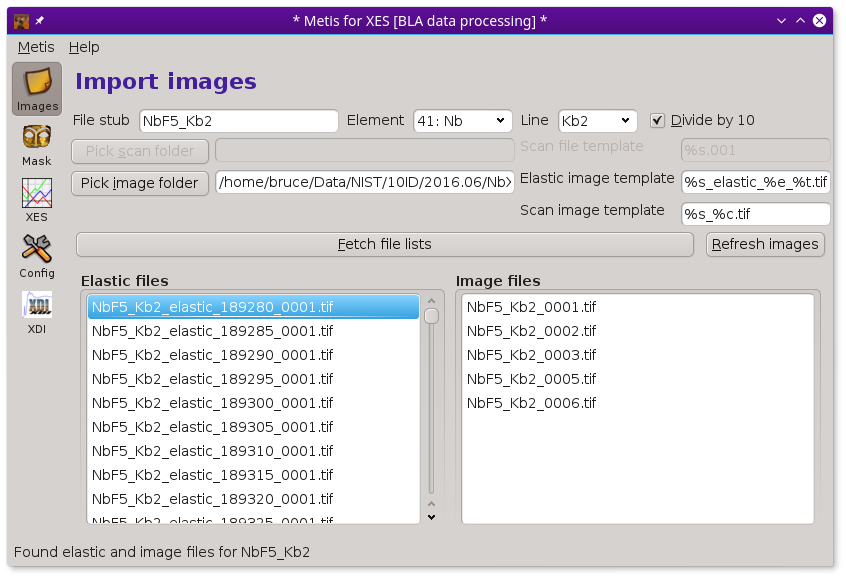 * Metis for XES [BLA data processing] *
Metis Help
Import images
Images
Mask
XES
Config
XDI
XDI
File stub NbF5_Kb2 Element 41: Nb Line Kb2 Divide by 10
Pick scan folder Scan file template %s.001
Pick image folder /home/bruce/Data/NIST/10ID/2016.06/NbX Elastic image template %s_elastic_%e_%t.tif
Scan image template %s_%c.tif
Fetch file lists Refresh images
Elastic files
NbF5_Kb2_elastic_189280_0001.tif
NbF5_Kb2_elastic_189285_0001.tif
NbF5_Kb2_elastic_189290_0001.tif
NbF5_Kb2_elastic_189295_0001.tif
NbF5_Kb2_elastic_189300_0001.tif
NbF5_Kb2_elastic_189305_0001.tif
NbF5_Kb2_elastic_189310_0001.tif
NbF5_Kb2_elastic_189315_0001.tif
NbF5_Kb2_elastic_189320_0001.tif
NbF5_Kb2_elastic_189325_0001.tif
Image files
NbF5_Kb2_0001.tif
NbF5_Kb2_0002.tif
NbF5_Kb2_0003.tif
NbF5_Kb2_0005.tif
NbF5_Kb2_0006.tif
Found elastic and image files for NbF5_Kb2